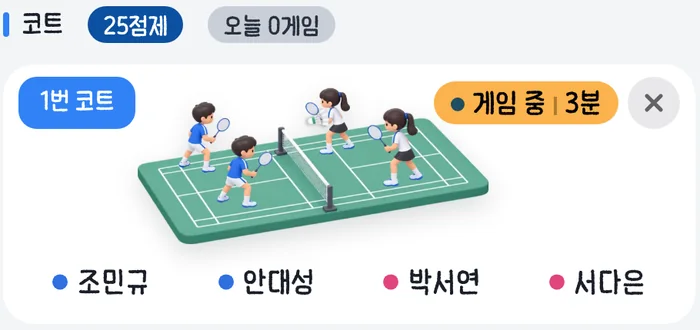 코트 25점제 오늘 0게임
1번 코트 게임 중 | 3분
조민규 안대성 박서연 서다은